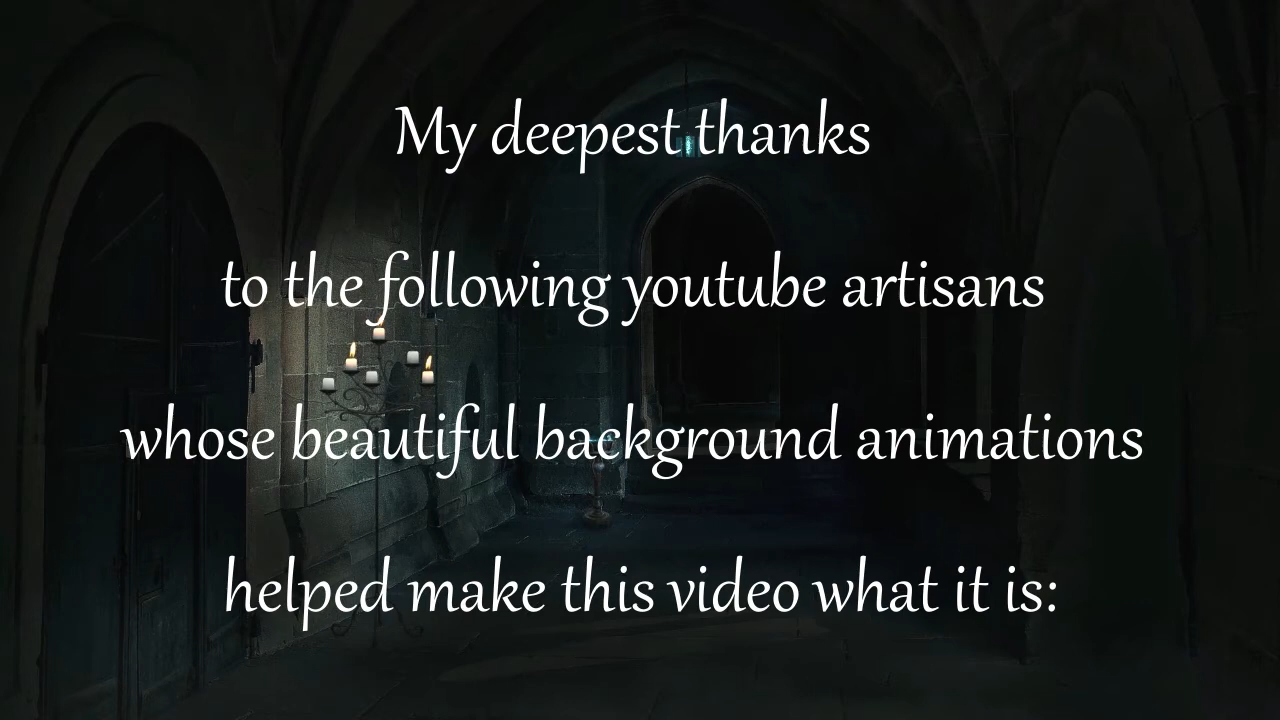 My deepest thanks
to the following youtube artisans
whose beautiful background animations
helped make this video what it is: